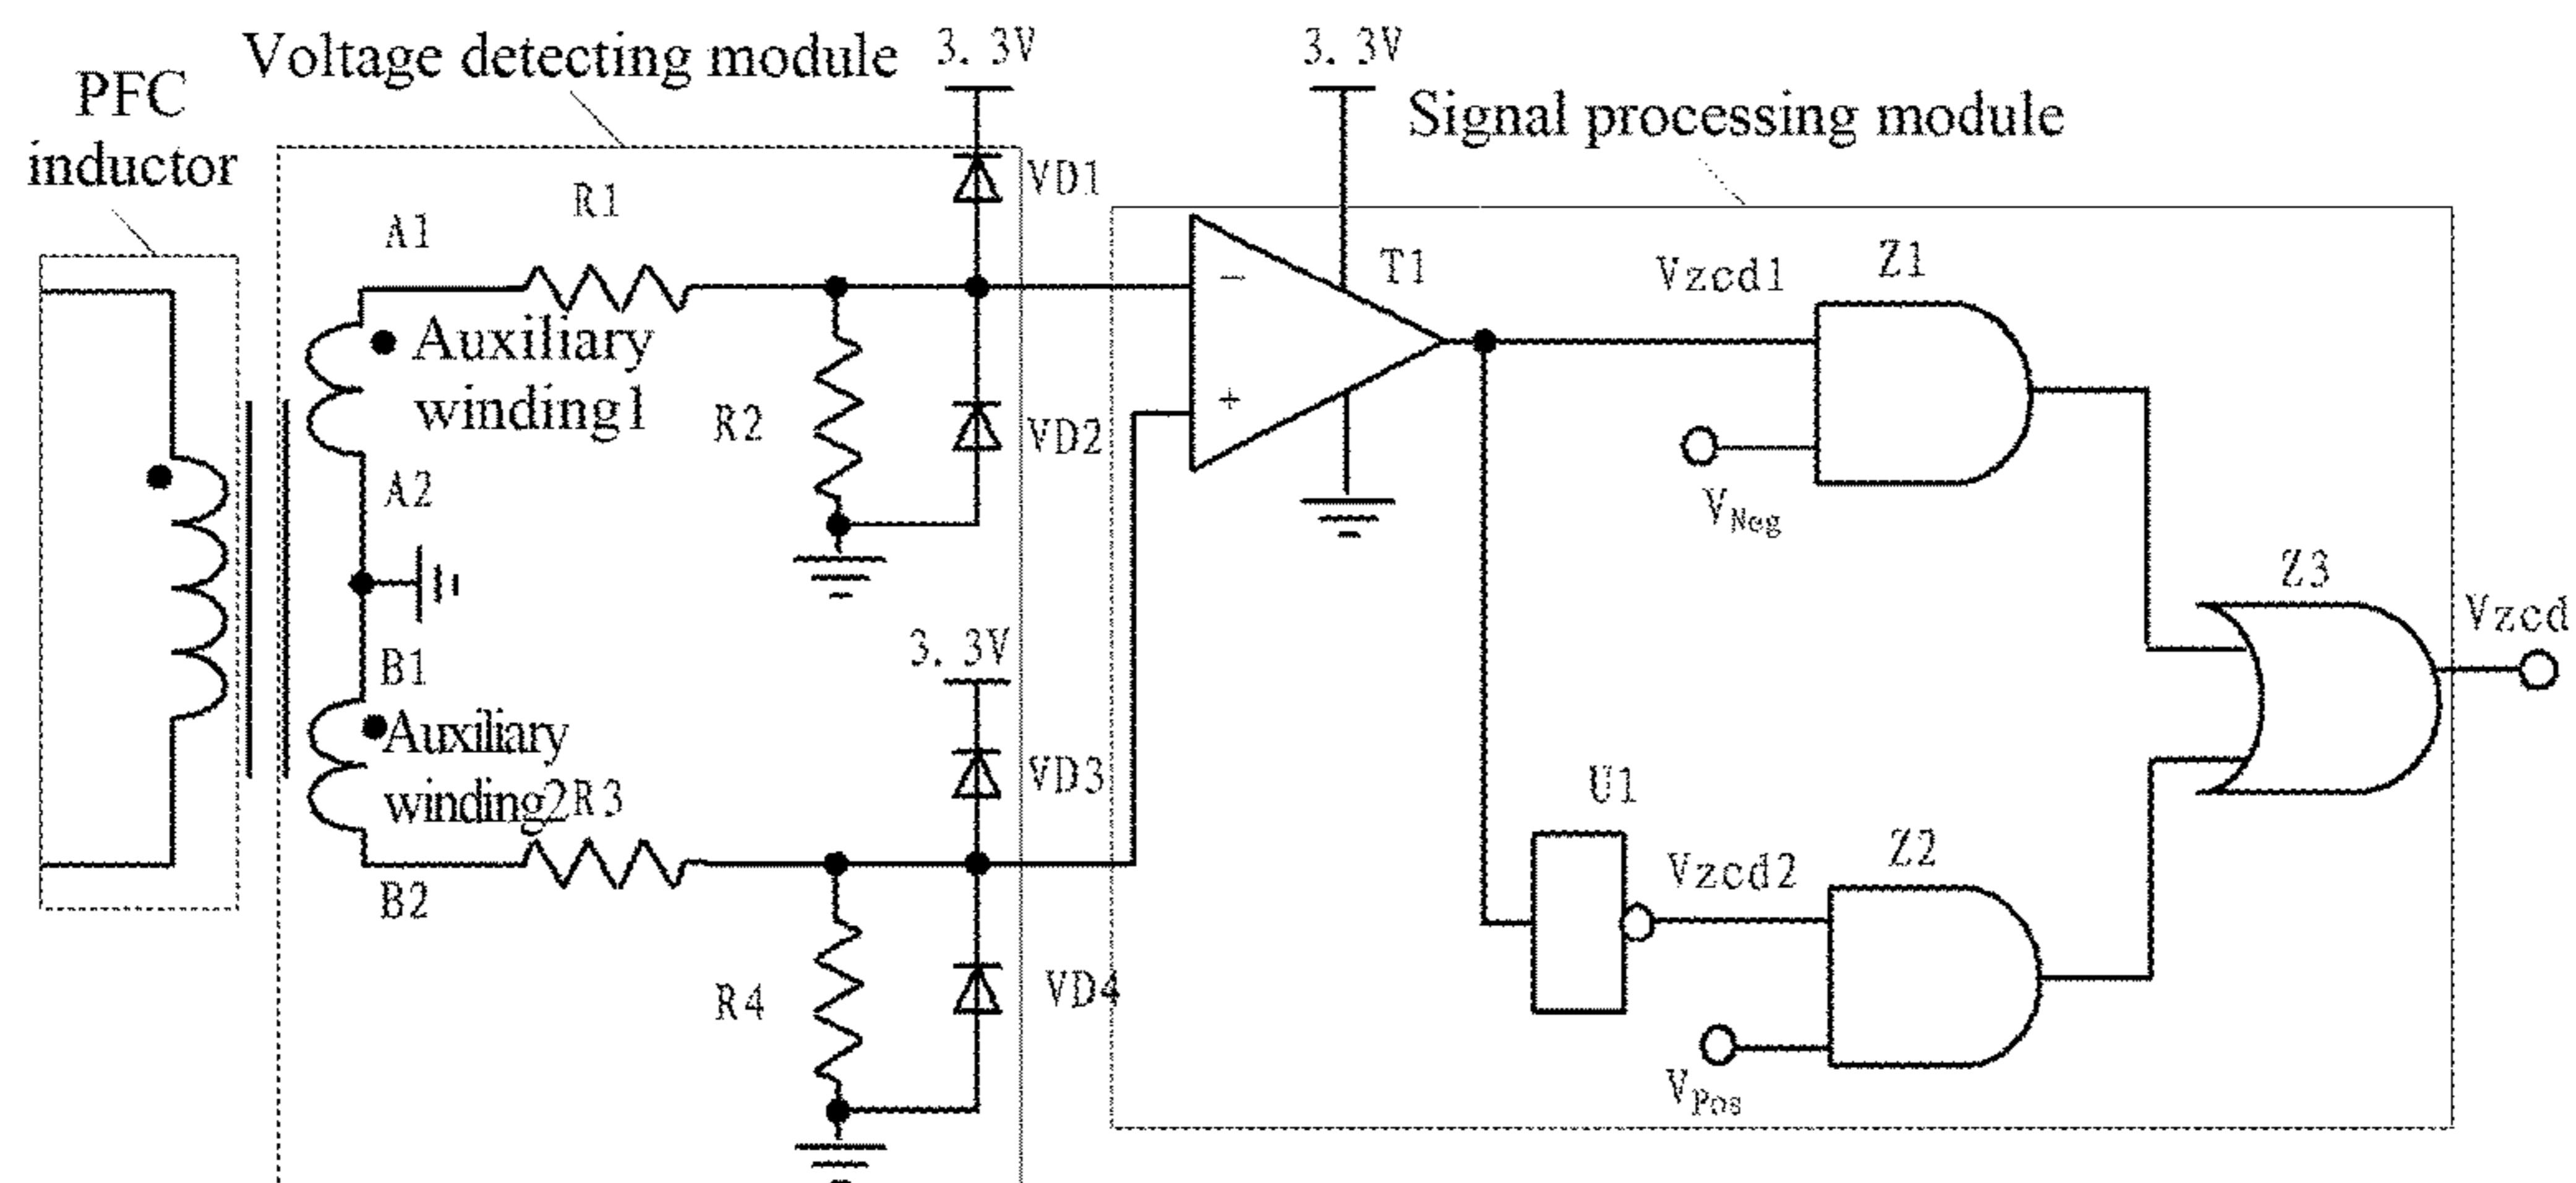 Voltage detecting module
3. 3V
3. 3V
PFC
inductor
Signal processing module
VD1
R1
A1
T1
Vzcd1
Z1
Auxiliary
winding1
R2
VD2
−
+
A2
VNeg
Z3
Vzcd
3. 3V
B1
Auxiliary
winding2
R3
VD3
U1
Vzcd2
Z2
B2
R4
VD4
VPos